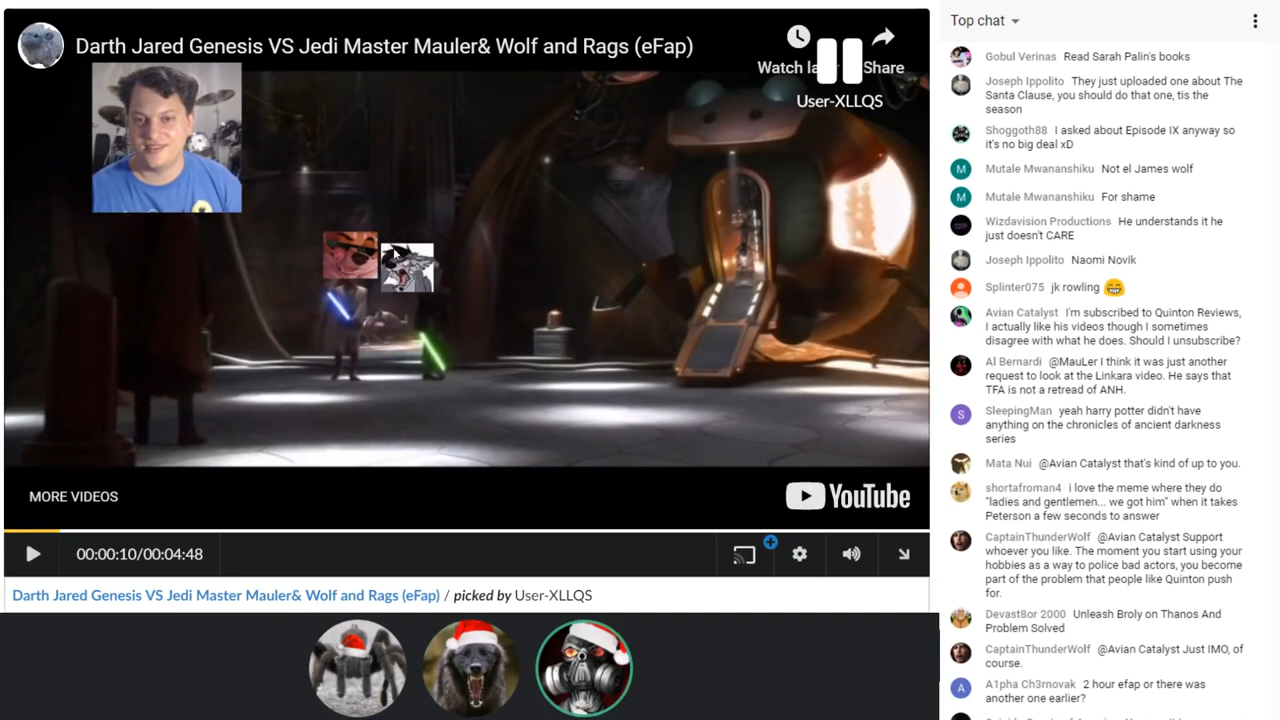 Darth Jared Genesis VS Jedi Master Mauler& Wolf and Rags (eFap)
Watch la
Share
User-XLLQS
MORE VIDEOS
YouTube
00:00:10/00:04:48
Darth Jared Genesis VS Jedi Master Mauler& Wolf and Rags (eFap) / picked by User-XLLQS
Top chat
Gobul Verinas Read Sarah Palin's books
Joseph Ippolito They just uploaded one about The
Santa Clause, you should do that one, tis the
season
Shoggoth88 I asked about Episode IX anyway so
it's no big deal xD
M
Mutale Mwananshiku Not el James wolf
M
Mutale Mwananshiku For shame
Wizdavision Productions He understands it he
just doesn't CARE
Joseph Ippolito Naomi Novik
Splinter075 jk rowling 😁
Avian Catalyst I'm subscribed to Quinton Reviews,
I actually like his videos though I sometimes
disagree with what he does. Should I unsubscribe?
Al Bernardi @MauLer I think it was just another
request to look at the Linkara video. He says that
TFA is not a retread of ANH.
S
SleepingMan yeah harry potter didn't have
anything on the chronicles of ancient darkness
series
Mata Nui @Avian Catalyst that's kind of up to you.
shortafroman4 i love the meme where they do
"ladies and gentlemen... we got him" when it takes
Peterson a few seconds to answer
CaptainThunderWolf @Avian Catalyst Support
whoever you like. The moment you start using your
hobbies as a way to police bad actors, you become
part of the problem that people like Quinton push
for.
Devast8or 2000 Unleash Broly on Thanos And
Problem Solved
CaptainThunderWolf @Avian Catalyst Just IMO, of
course.
A
A1pha Ch3rnovak 2 hour efap or there was
another one earlier?